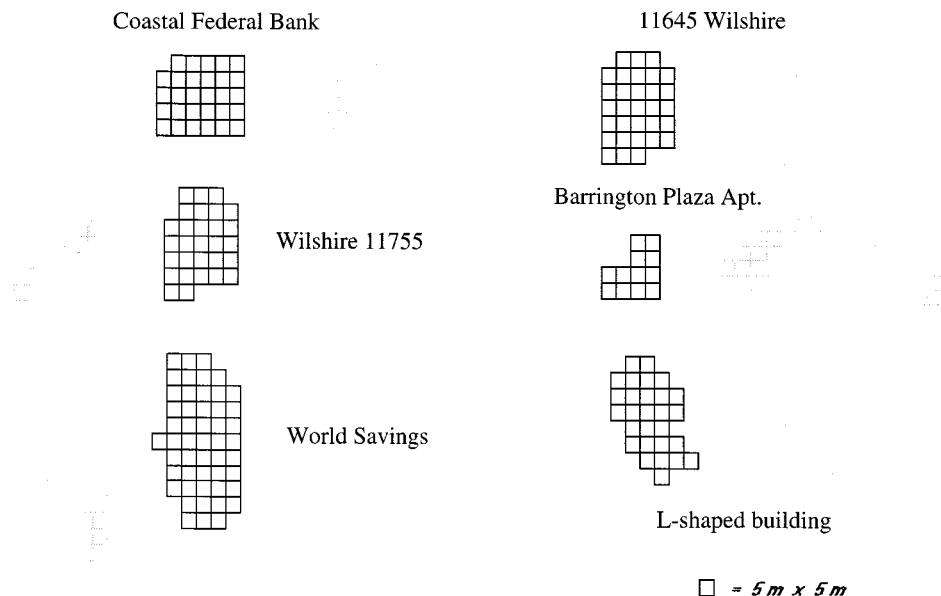 Coastal Federal Bank
11645 Wilshire
Wilshire 11755
Barrington Plaza Apt.
World Savings
L-shaped building
= 5m x 5m